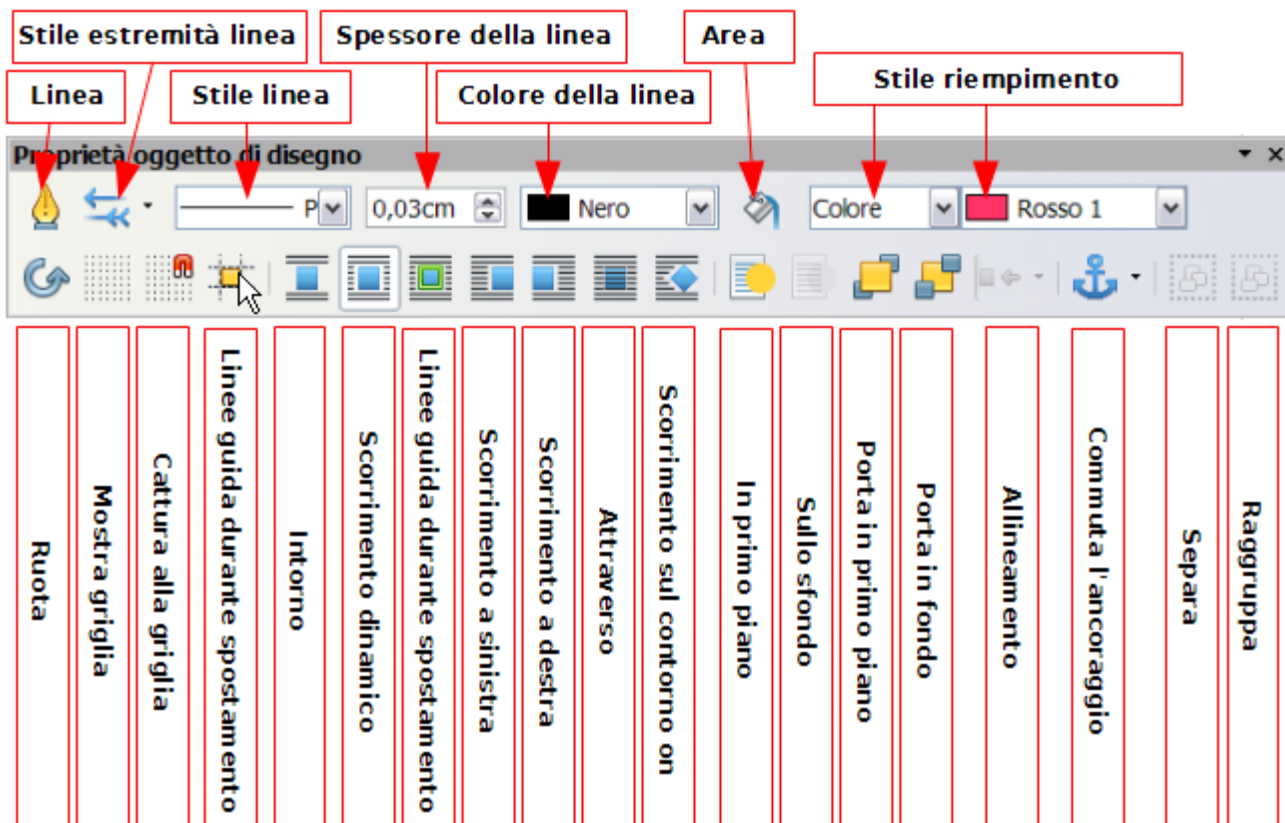 Stile estremità linea
Spessore della linea
Area
Linea
Stile linea
Colore della linea
Stile riempimento
Proprietà oggetto di disegno
P
0,03cm
Nero
Colore
Rosso 1
Ruota
Mostra griglia
Cattura alla griglia
Linee guida durante spostamento
Intorno
Scorrimento dinamico
Linee guida durante spostamento
Scorrimento a sinistra
Scorrimento a destra
Attraverso
Scorrimento sul contorno on
In primo piano
Sullo sfondo
Porta in primo piano
Porta in fondo
Allineamento
Commuta l'ancoraggio
Separa
Raggruppa